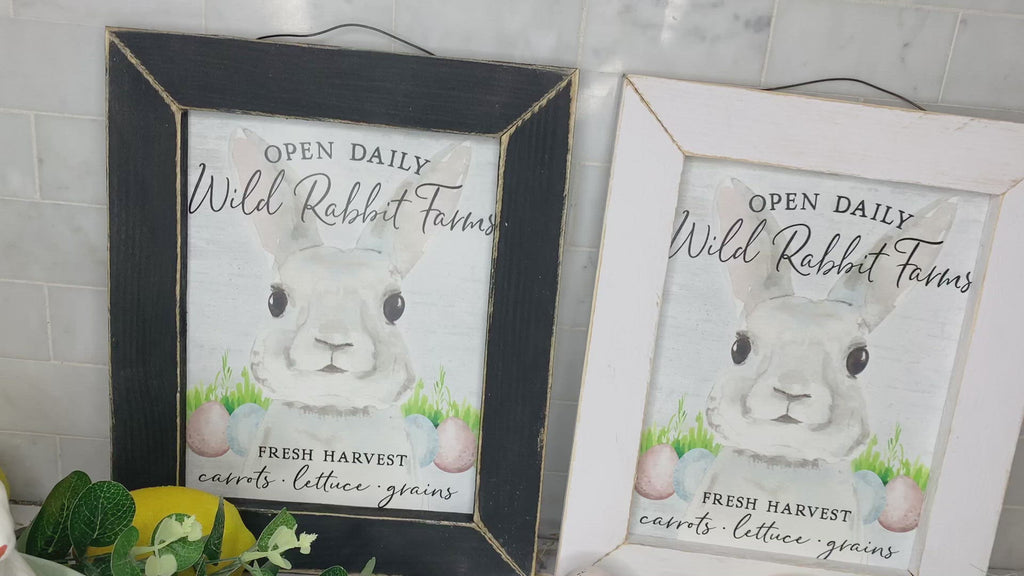 OPEN DAILY
Wild Rabbit Farms
FRESH HARVEST
carrots · lettuce · grains
OPEN DAILY
Wild Rabbit Farms
FRESH HARVEST
carrots · lettuce · grains